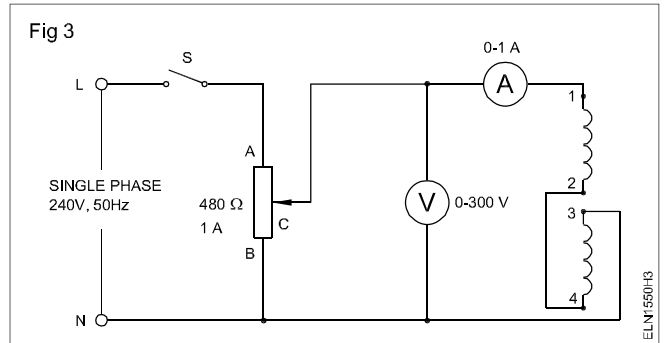 Fig 3
S
0-1 A
L
A
1
A
SINGLE PHASE
240V, 50Hz
480 Ω
1 A
C
B
V
0-300 V
2
3
4
N
ELN1550H3